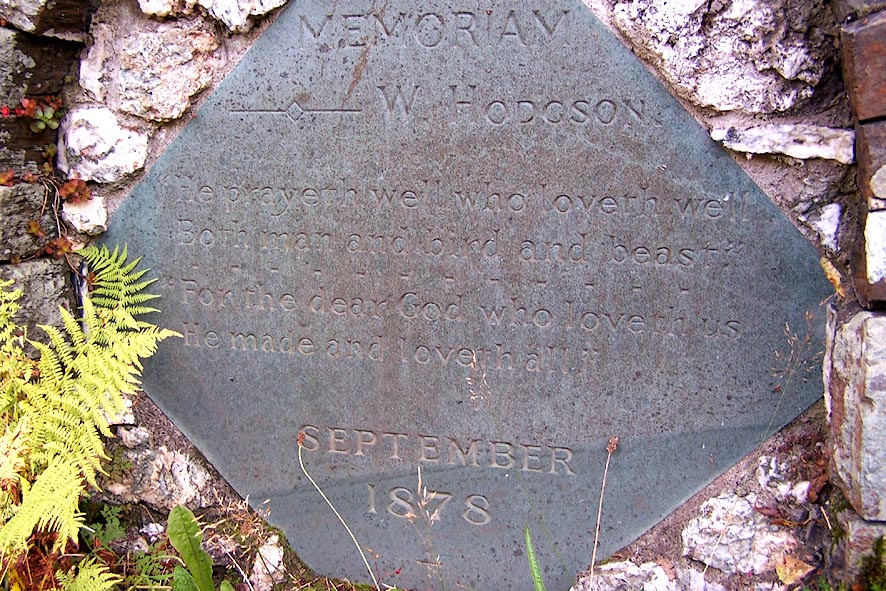 MEMORIAM
W. HODGSON
"He prayeth well who loveth well
Both man and bird and beast"
- - - - - - - - - - - -
"For the dear God who loveth us
He made and loveth all."
SEPTEMBER
1878